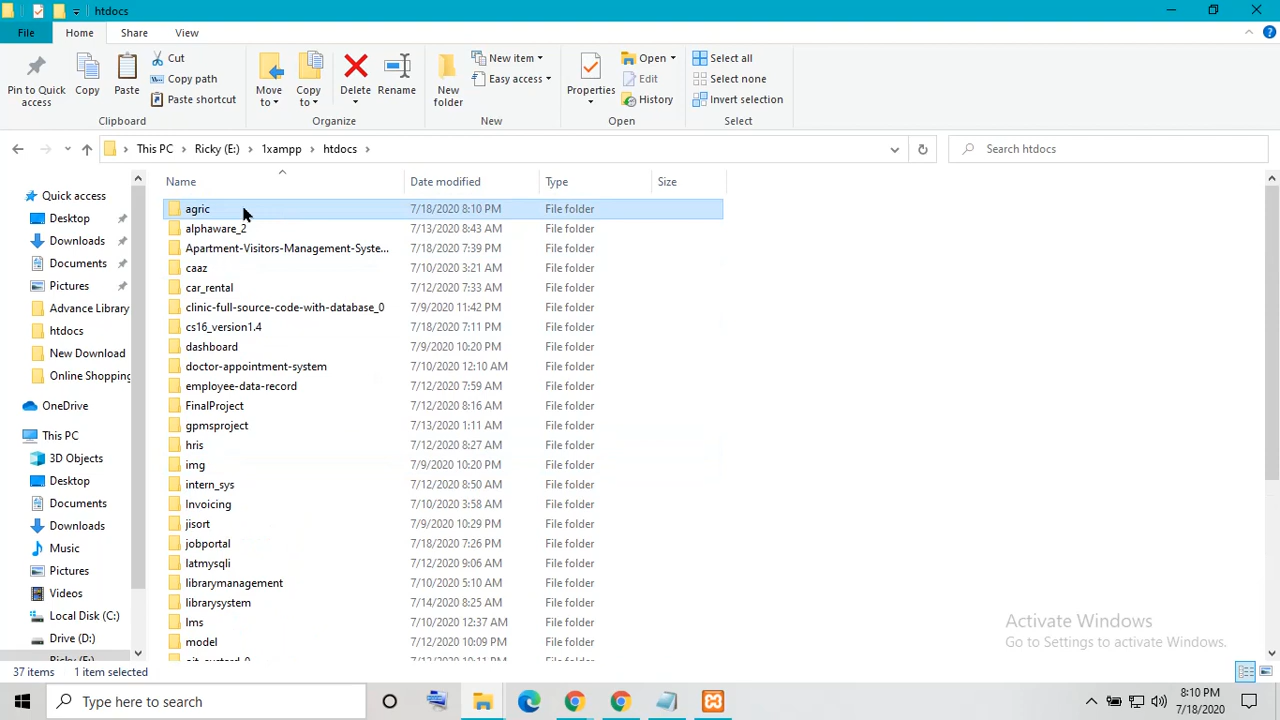 htdocs
File Home Share View
Pin to Quick access
Copy
Paste
Cut
Copy path
Paste shortcut
Clipboard
Move to
Copy to
Delete
Rename
Organize
New folder
New item
Easy access
New
Properties
Open
Edit
History
Open
Select all
Select none
Invert selection
Select
This PC Ricky (E:) 1xampp htdocs
Search htdocs
Quick access
Desktop
Downloads
Documents
Pictures
Advance Library
htdocs
New Download
Online Shopping
OneDrive
This PC
3D Objects
Desktop
Documents
Downloads
Music
Pictures
Videos
Local Disk (C:)
Drive (D:)
Ricky (E:)
Name Date modified Type Size
agric 7/18/2020 8:10 PM File folder
alphaware_2 7/13/2020 8:43 AM File folder
Apartment-Visitors-Management-Syste... 7/18/2020 7:39 PM File folder
caaz 7/10/2020 3:21 AM File folder
car_rental 7/12/2020 7:33 AM File folder
clinic-full-source-code-with-database_0 7/9/2020 11:42 PM File folder
cs16_version1.4 7/18/2020 7:11 PM File folder
dashboard 7/9/2020 10:20 PM File folder
doctor-appointment-system 7/10/2020 12:10 AM File folder
employee-data-record 7/12/2020 7:59 AM File folder
FinalProject 7/12/2020 8:16 AM File folder
gpmsproject 7/13/2020 1:11 AM File folder
hris 7/12/2020 8:27 AM File folder
img 7/9/2020 10:20 PM File folder
intern_sys 7/12/2020 8:50 AM File folder
Invoicing 7/10/2020 3:58 AM File folder
jisort 7/9/2020 10:29 PM File folder
jobportal 7/18/2020 7:26 PM File folder
latmysqli 7/12/2020 9:06 AM File folder
librarymanagement 7/10/2020 5:10 AM File folder
librarysystem 7/14/2020 8:25 AM File folder
lms 7/10/2020 12:37 AM File folder
model 7/12/2020 10:09 PM File folder
Activate Windows
Go to Settings to activate Windows.
37 items 1 item selected
Type here to search
8:10 PM
7/18/2020